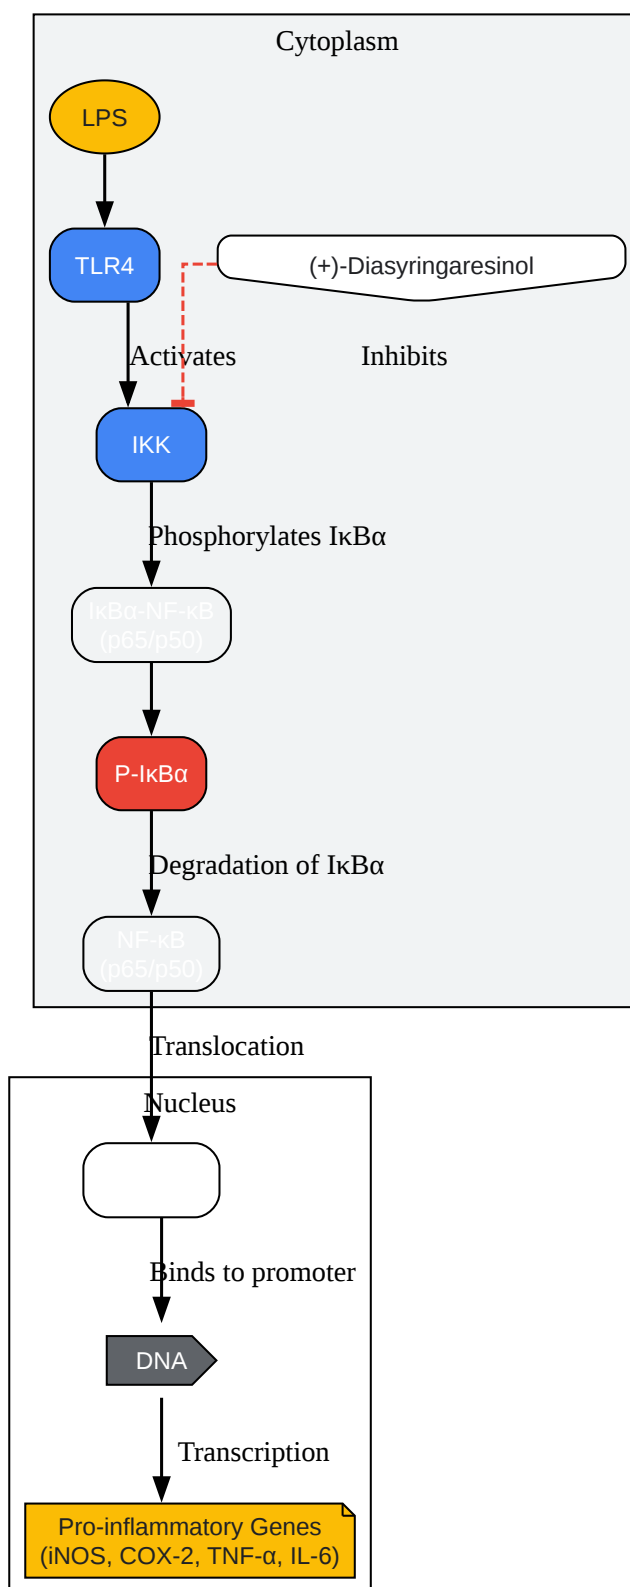 Cytoplasm
LPS
TLR4
(+)-Diasyringaresinol
Activates
Inhibits
IKK
Phosphorylates IκBα
IκBα-NF-κB
(p65/p50)
P-IκBα
Degradation of IκBα
NF-κB
(p65/p50)
Translocation
Nucleus
Binds to promoter
DNA
Transcription
Pro-inflammatory Genes
(iNOS, COX-2, TNF-α, IL-6)